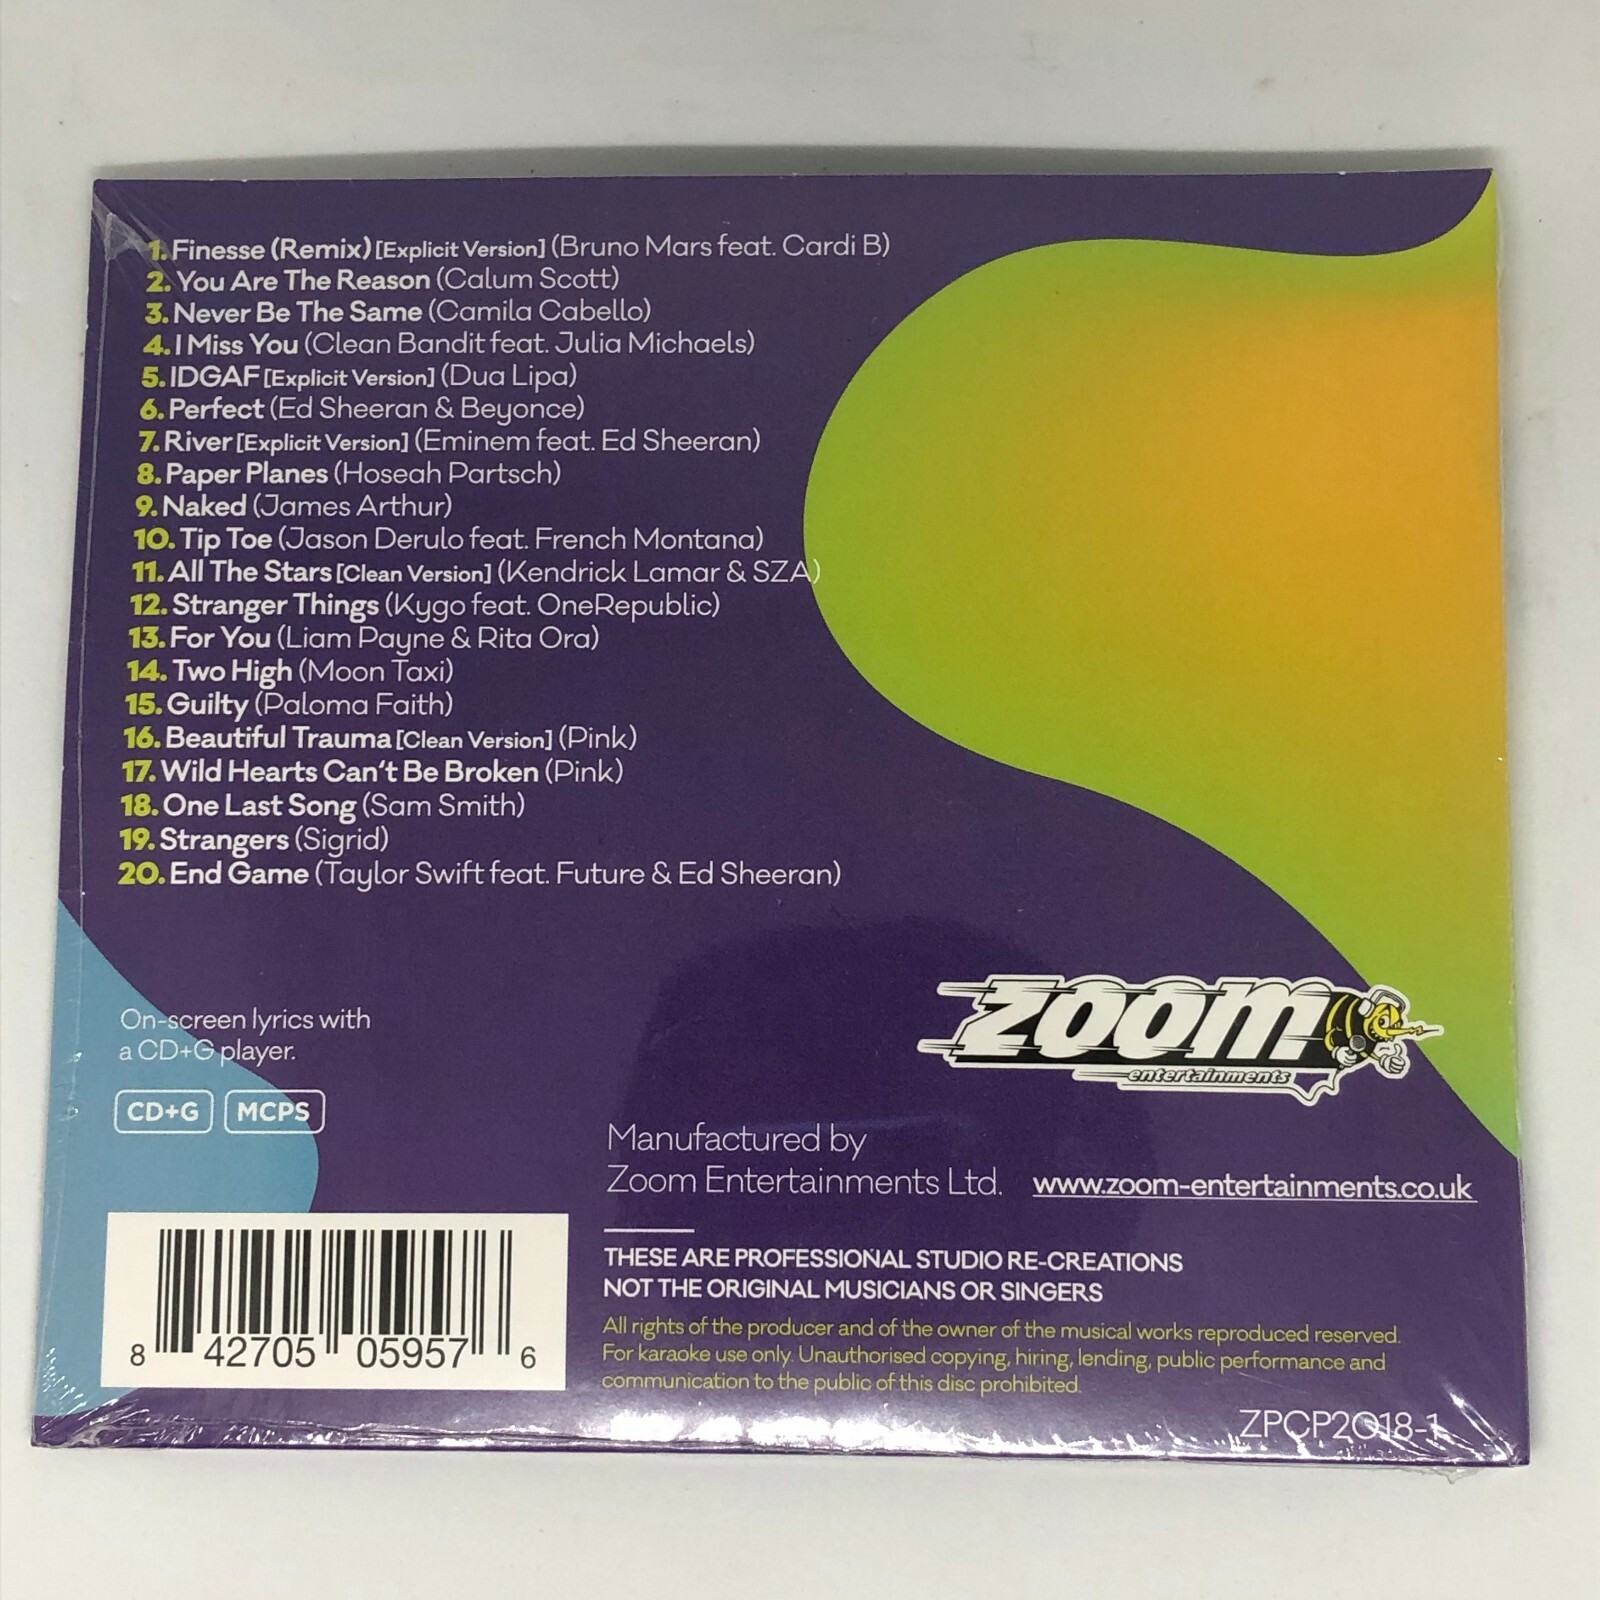 1. Finesse (Remix) [Explicit Version] (Bruno Mars feat. Cardi B)
2. You Are The Reason (Calum Scott)
3. Never Be The Same (Camila Cabello)
4. I Miss You (Clean Bandit feat. Julia Michaels)
5. IDGAF [Explicit Version] (Dua Lipa)
6. Perfect (Ed Sheeran & Beyonce)
7. River [Explicit Version] (Eminem feat. Ed Sheeran)
8. Paper Planes (Hoseah Partsch)
9. Naked (James Arthur)
10. Tip Toe (Jason Derulo feat. French Montana)
11. All The Stars [Clean Version] (Kendrick Lamar & SZA)
12. Stranger Things (Kygo feat. OneRepublic)
13. For You (Liam Payne & Rita Ora)
14. Two High (Moon Taxi)
15. Guilty (Paloma Faith)
16. Beautiful Trauma [Clean Version] (Pink)
17. Wild Hearts Can't Be Broken (Pink)
18. One Last Song (Sam Smith)
19. Strangers (Sigrid)
20. End Game (Taylor Swift feat. Future & Ed Sheeran)
On-screen lyrics with
a CD+G player.
CD+G MCPS
zoom
entertainments
Manufactured by
Zoom Entertainments Ltd. www.zoom-entertainments.co.uk
THESE ARE PROFESSIONAL STUDIO RE-CREATIONS
NOT THE ORIGINAL MUSICIANS OR SINGERS
All rights of the producer and of the owner of the musical works reproduced reserved.
For karaoke use only. Unauthorised copying, hiring, lending, public performance and
communication to the public of this disc prohibited.
8 42705 05957 6
ZPCP2018-1